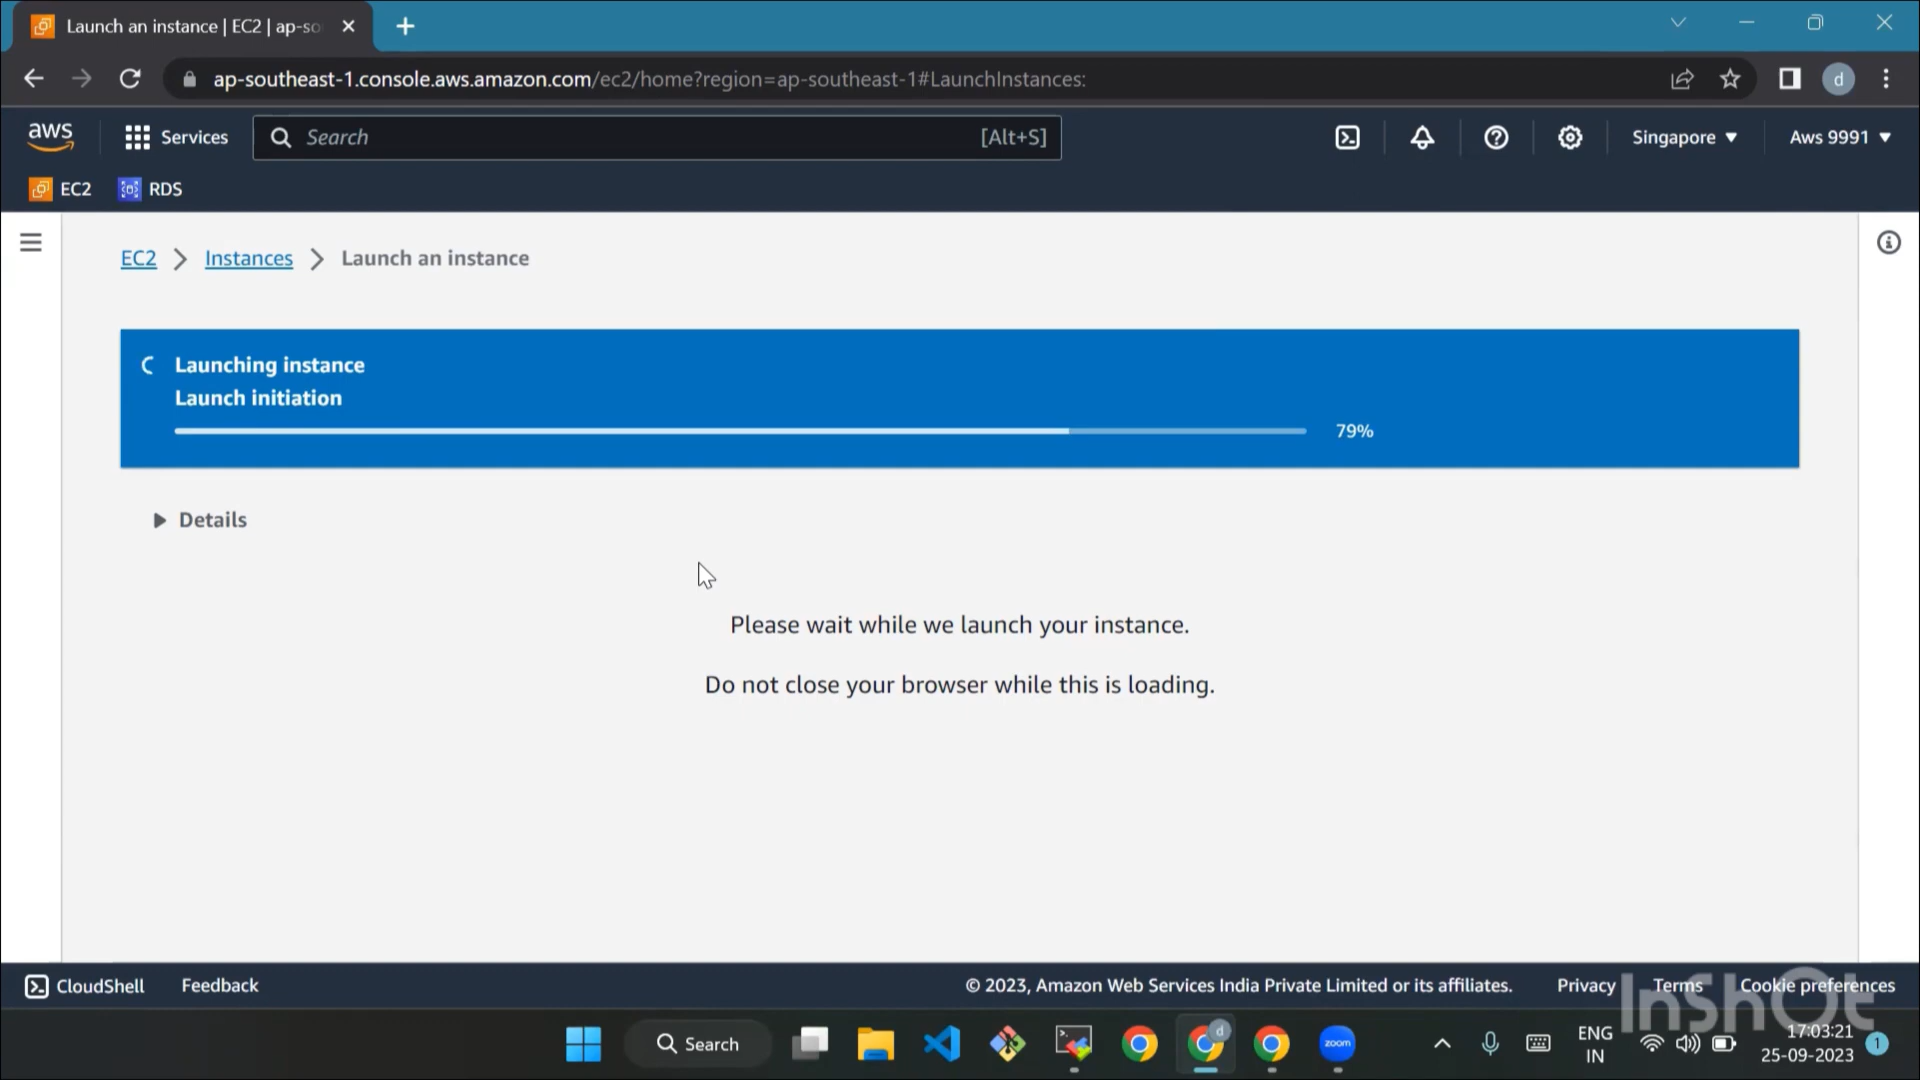 Launch an instance | EC2 | ap-so
ap-southeast-1.console.aws.amazon.com/ec2/home?region=ap-southeast-1#LaunchInstances:
d
aws
Services
Search
[Alt+S]
Singapore
Aws 9991
EC2
RDS
EC2
Instances
Launch an instance
Launching instance
Launch initiation
79%
Details
Please wait while we launch your instance.
Do not close your browser while this is loading.
CloudShell
Feedback
© 2023, Amazon Web Services India Private Limited or its affiliates.
Privacy
Terms
Cookie preferences
InShOt
Search
d
zoom
ENG
IN
17:03:21
25-09-2023
1